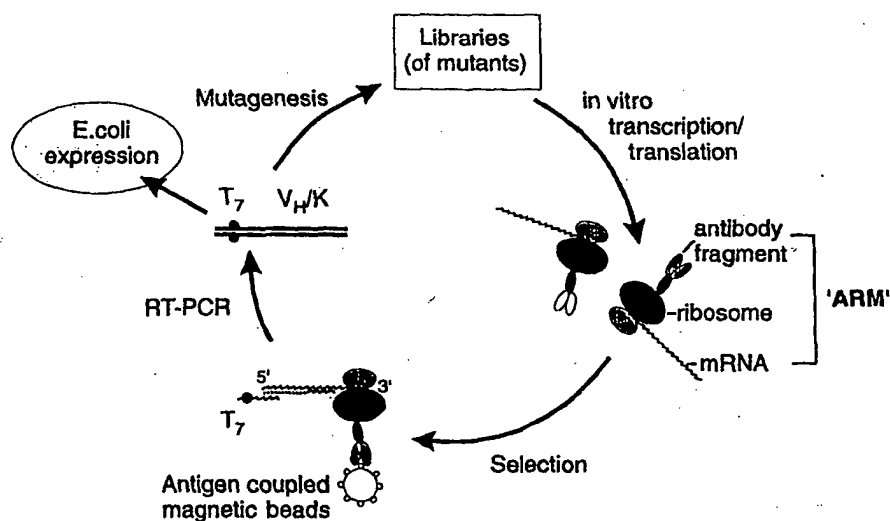 Libraries
(of mutants)
Mutagenesis
in vitro
transcription/
translation
E.coli
expression
T7
VH/K
antibody
fragment
'ARM'
ribosome
mRNA
RT-PCR
5'
3'
T7
Selection
Antigen coupled
magnetic beads